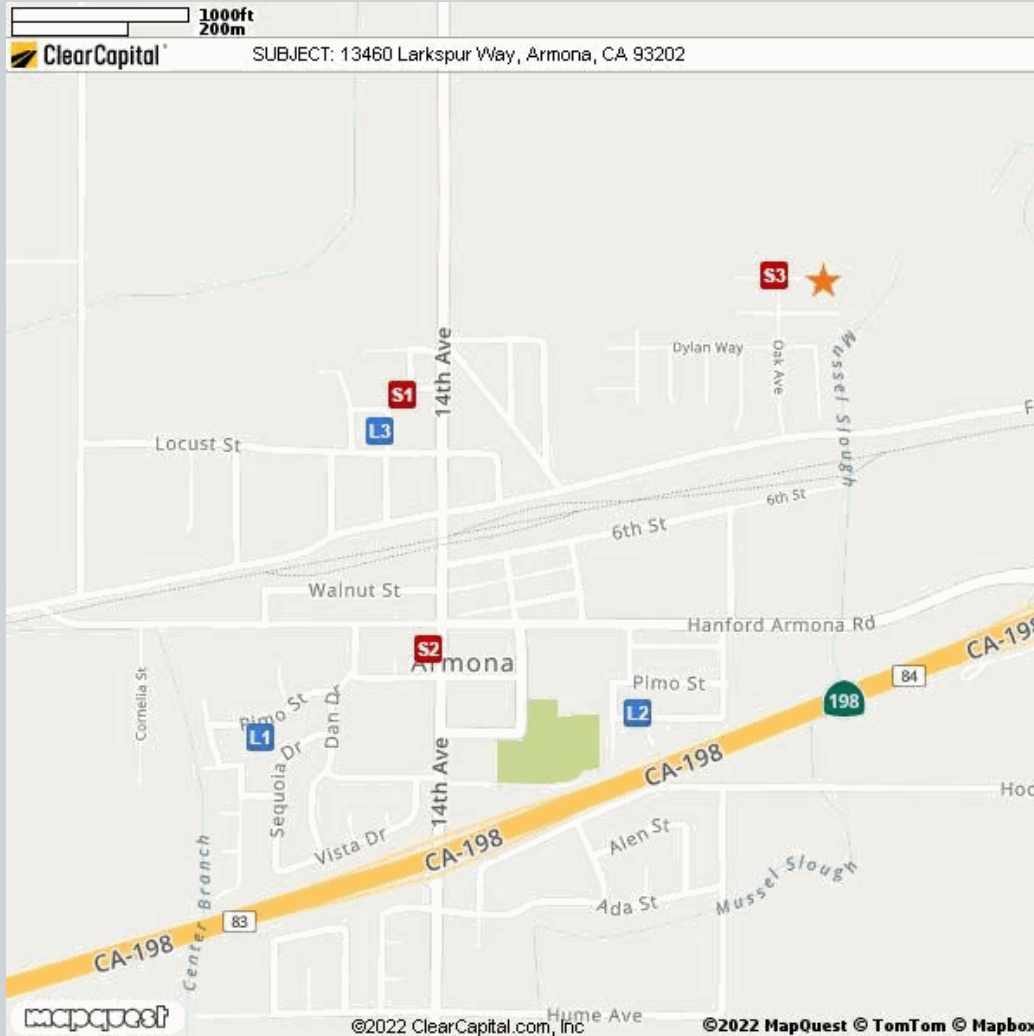 1000ft
200m
ClearCapital
SUBJECT: 13460 Larkspur Way, Armona, CA 93202
S3
14th Ave
Dylan Way
Oak Ave
Mussel Slough
S1
L3
Locust St
F
6th St
6th St
Walnut St
Hanford Armona Rd
CA-198
S2
Armona
84
Cornelia St
Pimo St
198
Pimo St
Dan D
L2
L1
Sequoia Dr
14th Ave
CA-198
Hoo
Vista Dr
CA-198
Alen St
Mussel Slough
Center Branch
Ada St
83
CA-198
mapquest
Hume Ave
©2022 ClearCapital.com, Inc
©2022 MapQuest © TomTom © Mapbox